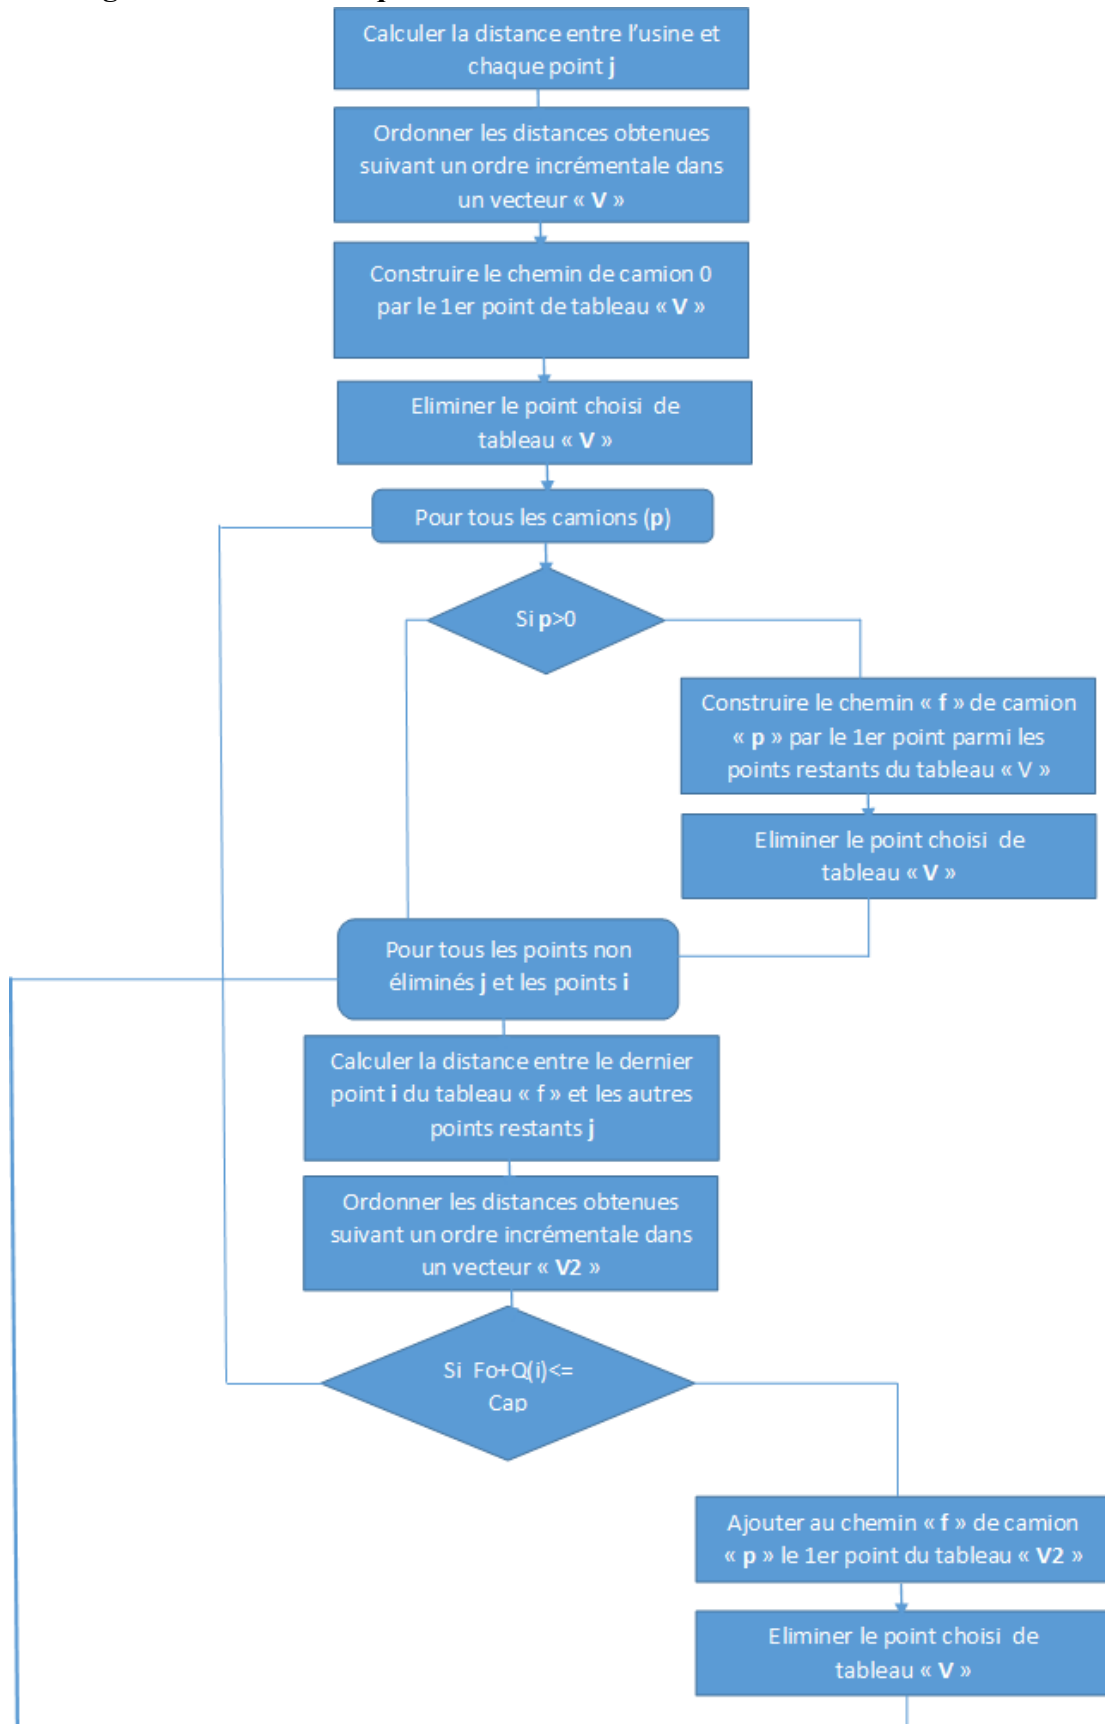 Calculer la distance entre l'usine et
chaque point j
Ordonner les distances obtenues
suivant un ordre incrémentale dans
un vecteur « V »
Construire le chemin de camion 0
par le 1er point de tableau « V »
Eliminer le point choisi de
tableau « V »
Pour tous les camions (p)
Si p>0
Construire le chemin « f » de camion
« p » par le 1er point parmi les
points restants du tableau « V »
Eliminer le point choisi de
tableau « V »
Pour tous les points non
éliminés j et les points i
Calculer la distance entre le dernier
point i du tableau « f » et les autres
points restants j
Ordonner les distances obtenues
suivant un ordre incrémentale dans
un vecteur « V2 »
Si Fo+Q(i)<=
Cap
Ajouter au chemin « f » de camion
« p » le 1er point du tableau « V2 »
Eliminer le point choisi de
tableau « V »